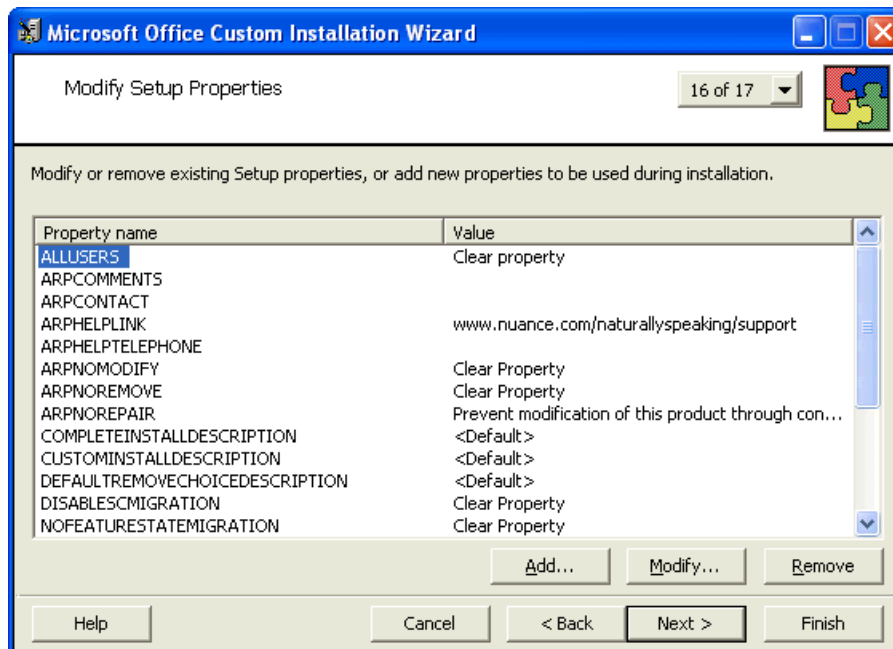 Microsoft Office Custom Installation Wizard
Modify Setup Properties
16 of 17
Modify or remove existing Setup properties, or add new properties to be used during installation.
Property name Value
ALLUSERS Clear property
ARPCOMMENTS
ARPCONTACT
ARPHELPLINK www.nuance.com/naturallyspeaking/support
ARPHELPTELEPHONE
ARPNOMODIFY Clear Property
ARPNOREMOVE Clear Property
ARPNOREPAIR Prevent modification of this product through con...
COMPLETEINSTALLDESCRIPTION <Default>
CUSTOMINSTALLDESCRIPTION <Default>
DEFAULTREMOVECHOICEDESCRIPTION <Default>
DISABLESCMIGRATION Clear Property
NOFEATURESTATEMIGRATION Clear Property
Add... Modify... Remove
Help Cancel < Back Next > Finish